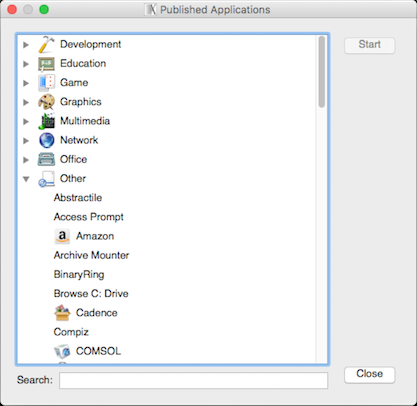 Published Applications
Development
Start
Education
Game
Graphics
Multimedia
Network
Office
Other
Abstractile
Access Prompt
Amazon
Archive Mounter
BinaryRing
Browse C: Drive
Cadence
Compiz
COMSOL
Search:
Close